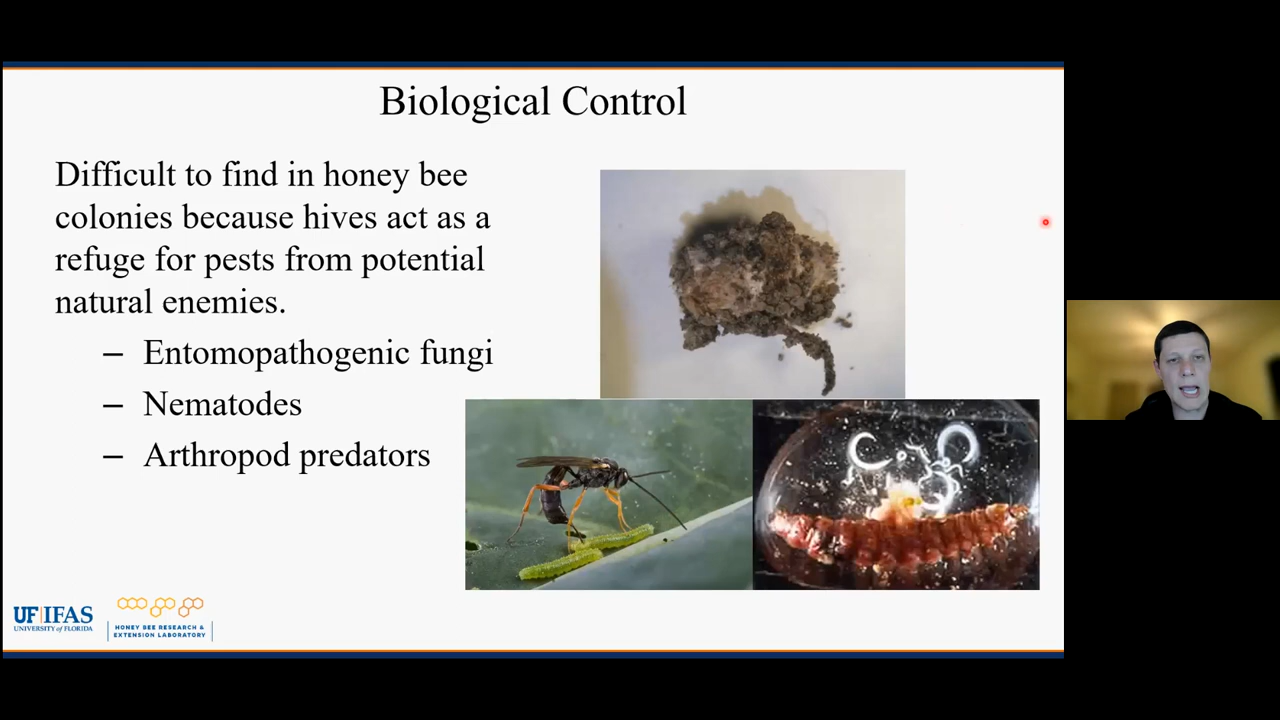 Biological Control
Difficult to find in honey bee
colonies because hives act as a
refuge for pests from potential
natural enemies.
– Entomopathogenic fungi
– Nematodes
– Arthropod predators
UF|IFAS
UNIVERSITY of FLORIDA
HONEY BEE RESEARCH &
EXTENSION LABORATORY